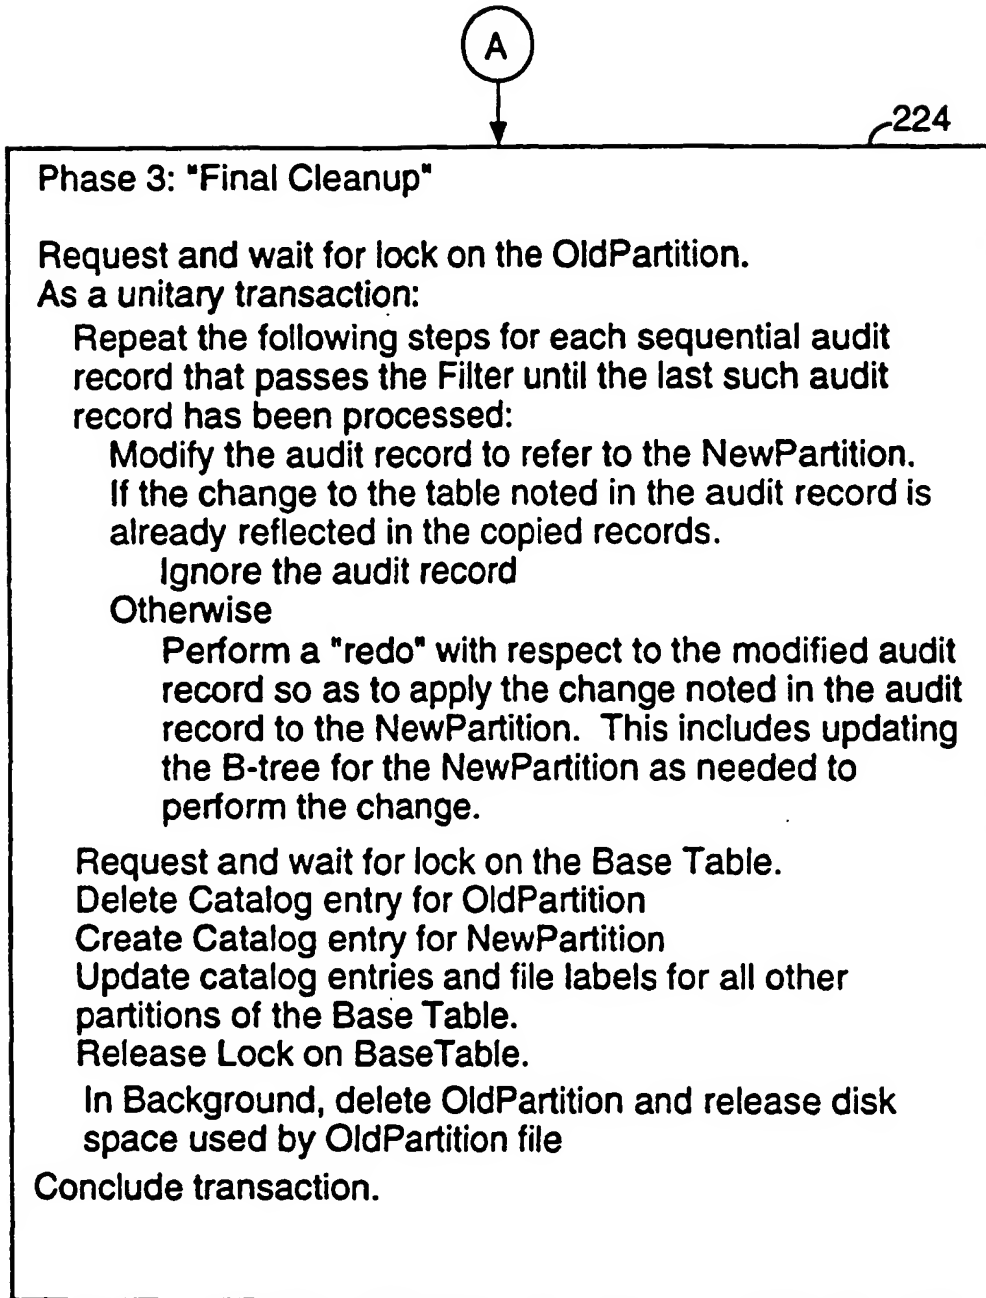 A
224
Phase 3: "Final Cleanup"
Request and wait for lock on the OldPartition.
As a unitary transaction:
Repeat the following steps for each sequential audit
record that passes the Filter until the last such audit
record has been processed:
Modify the audit record to refer to the NewPartition.
If the change to the table noted in the audit record is
already reflected in the copied records.
Ignore the audit record
Otherwise
Perform a "redo" with respect to the modified audit
record so as to apply the change noted in the audit
record to the NewPartition. This includes updating
the B-tree for the NewPartition as needed to
perform the change.
Request and wait for lock on the Base Table.
Delete Catalog entry for OldPartition
Create Catalog entry for NewPartition
Update catalog entries and file labels for all other
partitions of the Base Table.
Release Lock on BaseTable.
In Background, delete OldPartition and release disk
space used by OldPartition file
Conclude transaction.